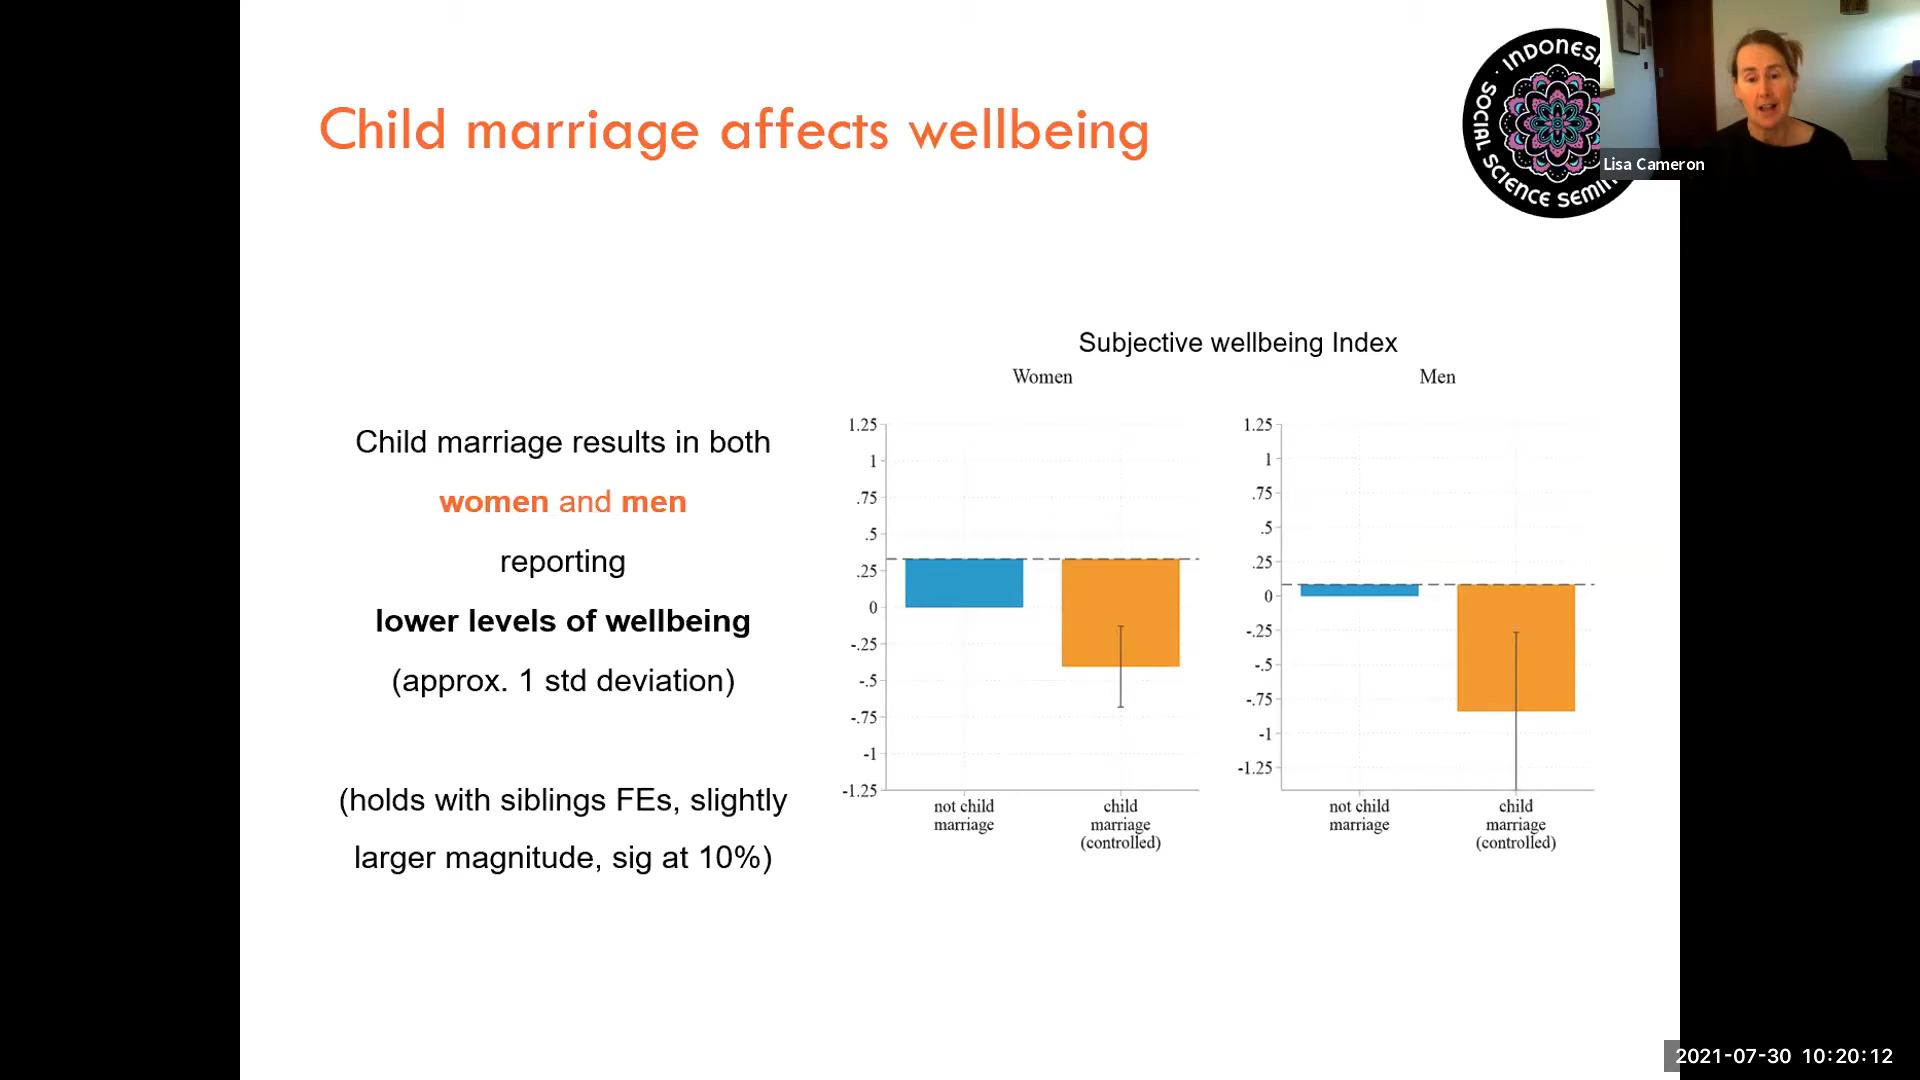 Child marriage affects wellbeing
INDONESI
SOCIAL SCIENCE SEMIN
Lisa Cameron
Child marriage results in both
women and men
reporting
lower levels of wellbeing
(approx. 1 std deviation)
(holds with siblings FEs, slightly
larger magnitude, sig at 10%)
Subjective wellbeing Index
Women
1.25
1
.75
.5
.25
0
-.25
-.5
-.75
-1
-1.25
not child
marriage
child
marriage
(controlled)
Men
1.25
1
.75
.5
.25
0
-.25
-.5
-.75
-1
-1.25
not child
marriage
child
marriage
(controlled)
2021-07-30 10:20:12